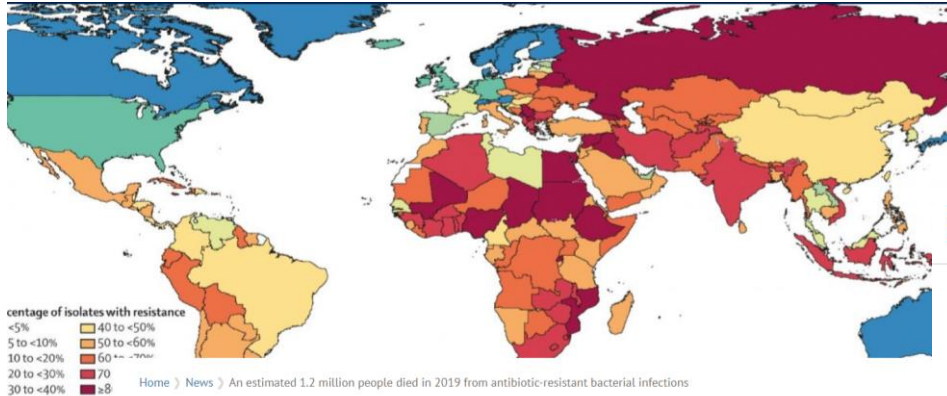 centage of isolates with resistance
<5% 40 to <50%
5 to <10% 50 to <60%
10 to <20% 60
20 to <30% 70
30 to <40% ≥8
Home > News > An estimated 1.2 million people died in 2019 from antibiotic-resistant bacterial infections